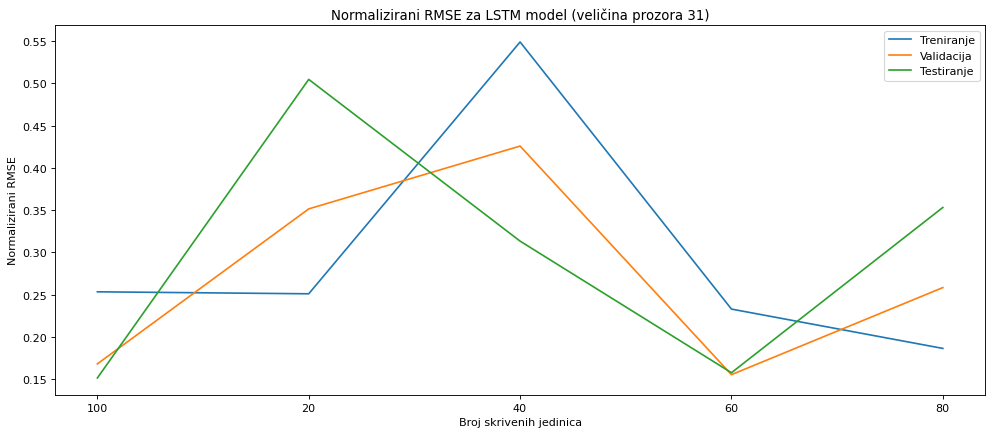 Normalizirani RMSE za LSTM model (veličina prozora 31)
Treniranje
Validacija
Testiranje
Normalizirani RMSE
0.55
0.50
0.45
0.40
0.35
0.30
0.25
0.20
0.15
100 20 40 60 80
Broj skrivenih jedinica